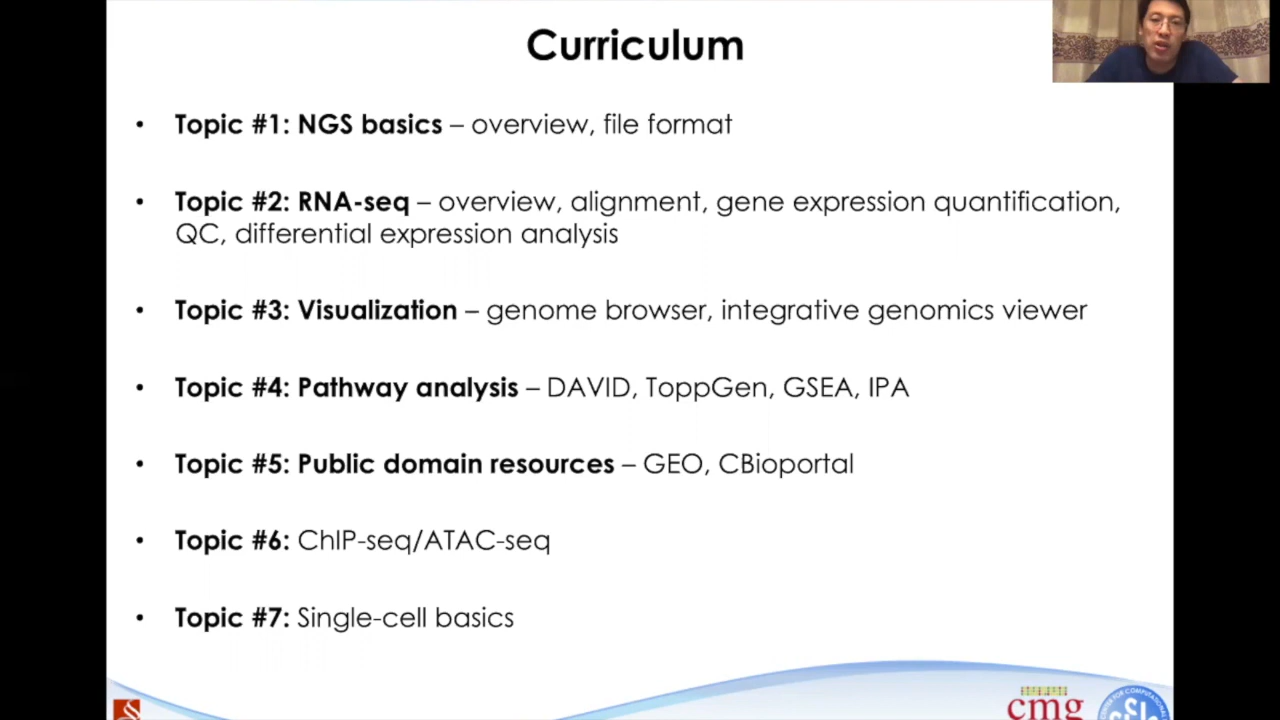 Curriculum
• Topic #1: NGS basics – overview, file format
• Topic #2: RNA-seq – overview, alignment, gene expression quantification,
QC, differential expression analysis
• Topic #3: Visualization – genome browser, integrative genomics viewer
• Topic #4: Pathway analysis – DAVID, ToppGen, GSEA, IPA
• Topic #5: Public domain resources – GEO, CBioportal
• Topic #6: ChIP-seq/ATAC-seq
• Topic #7: Single-cell basics
cmg